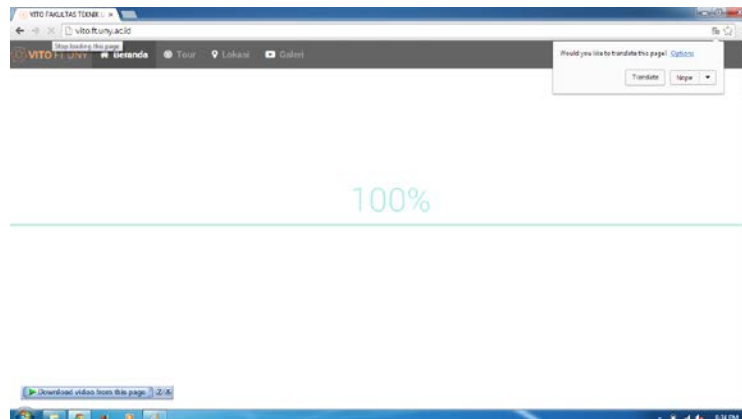 VITO FAKULTAS TEKNIK
vito.ft.uny.ac.id
Stop loading this page
VITO FT UNY Beranda Tour Lokasi Galeri
Would you like to translate this page? Options
Translate Nope
100%
Download video from this page